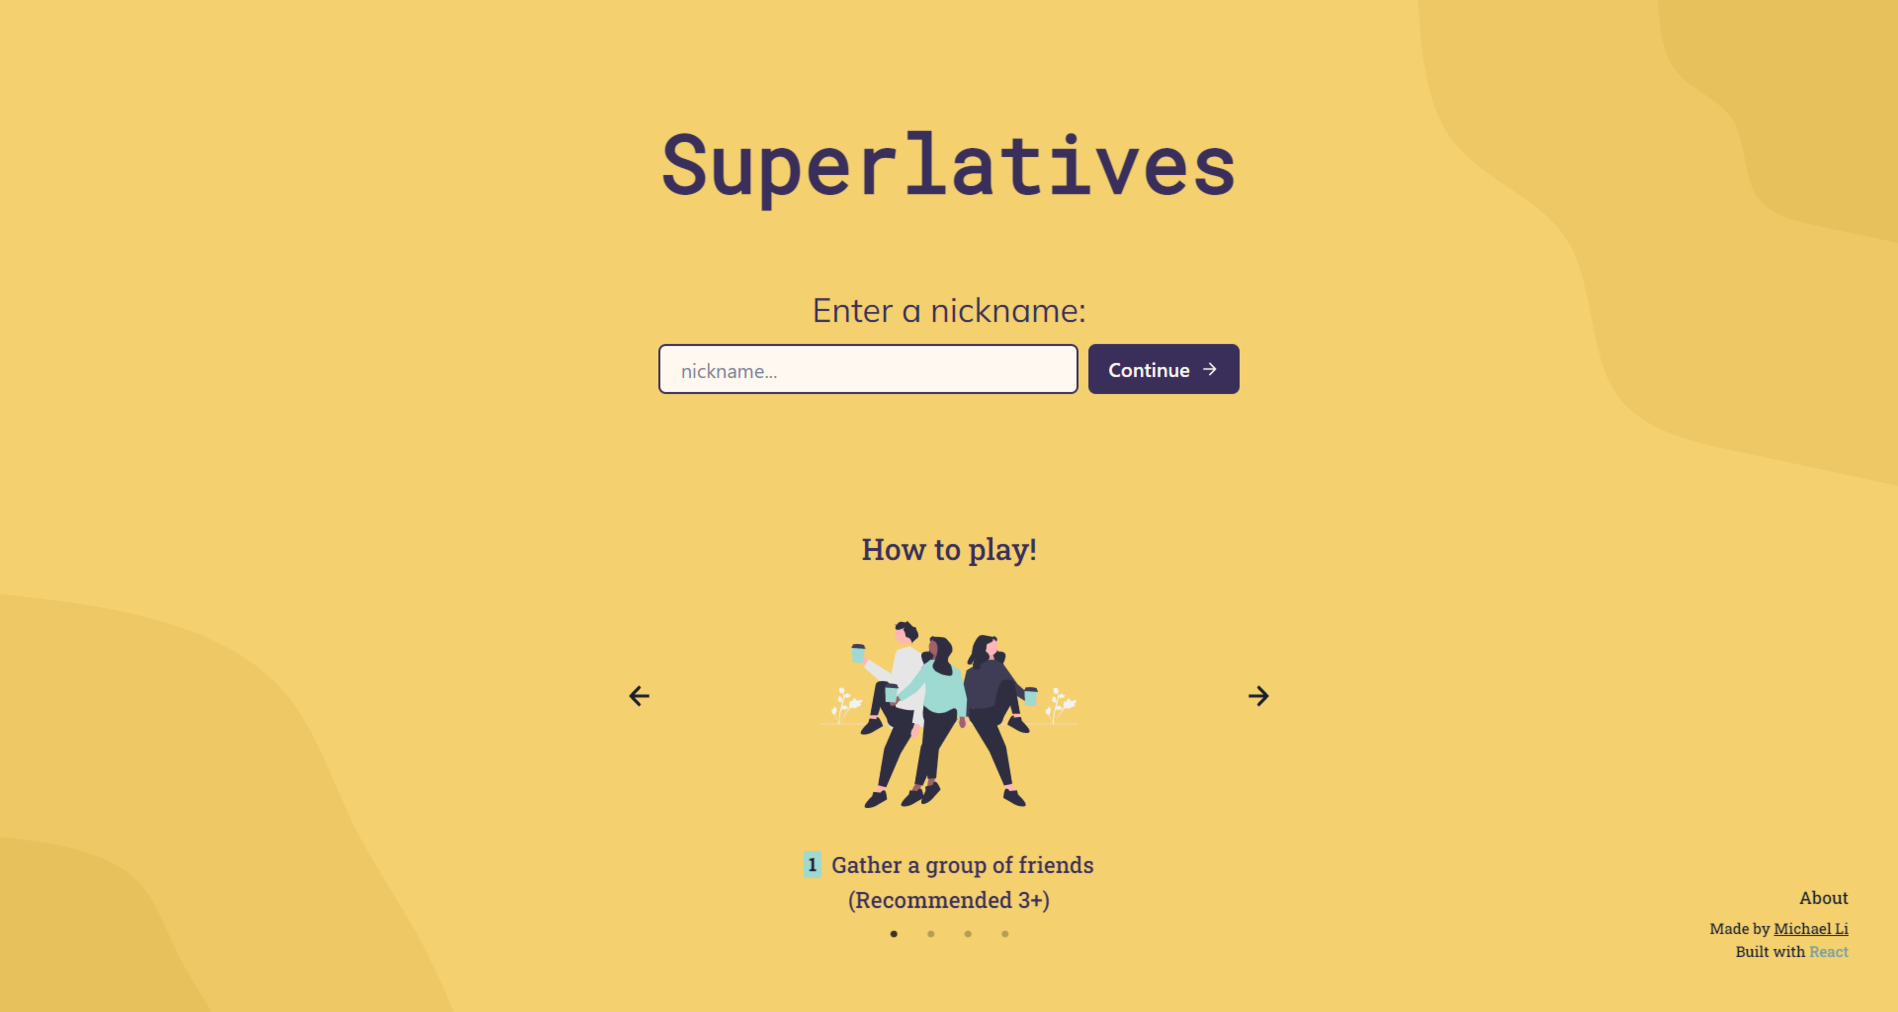 Superlatives
Enter a nickname:
nickname...
Continue →
How to play!
1 Gather a group of friends
(Recommended 3+)
About
Made by Michael Li
Built with React